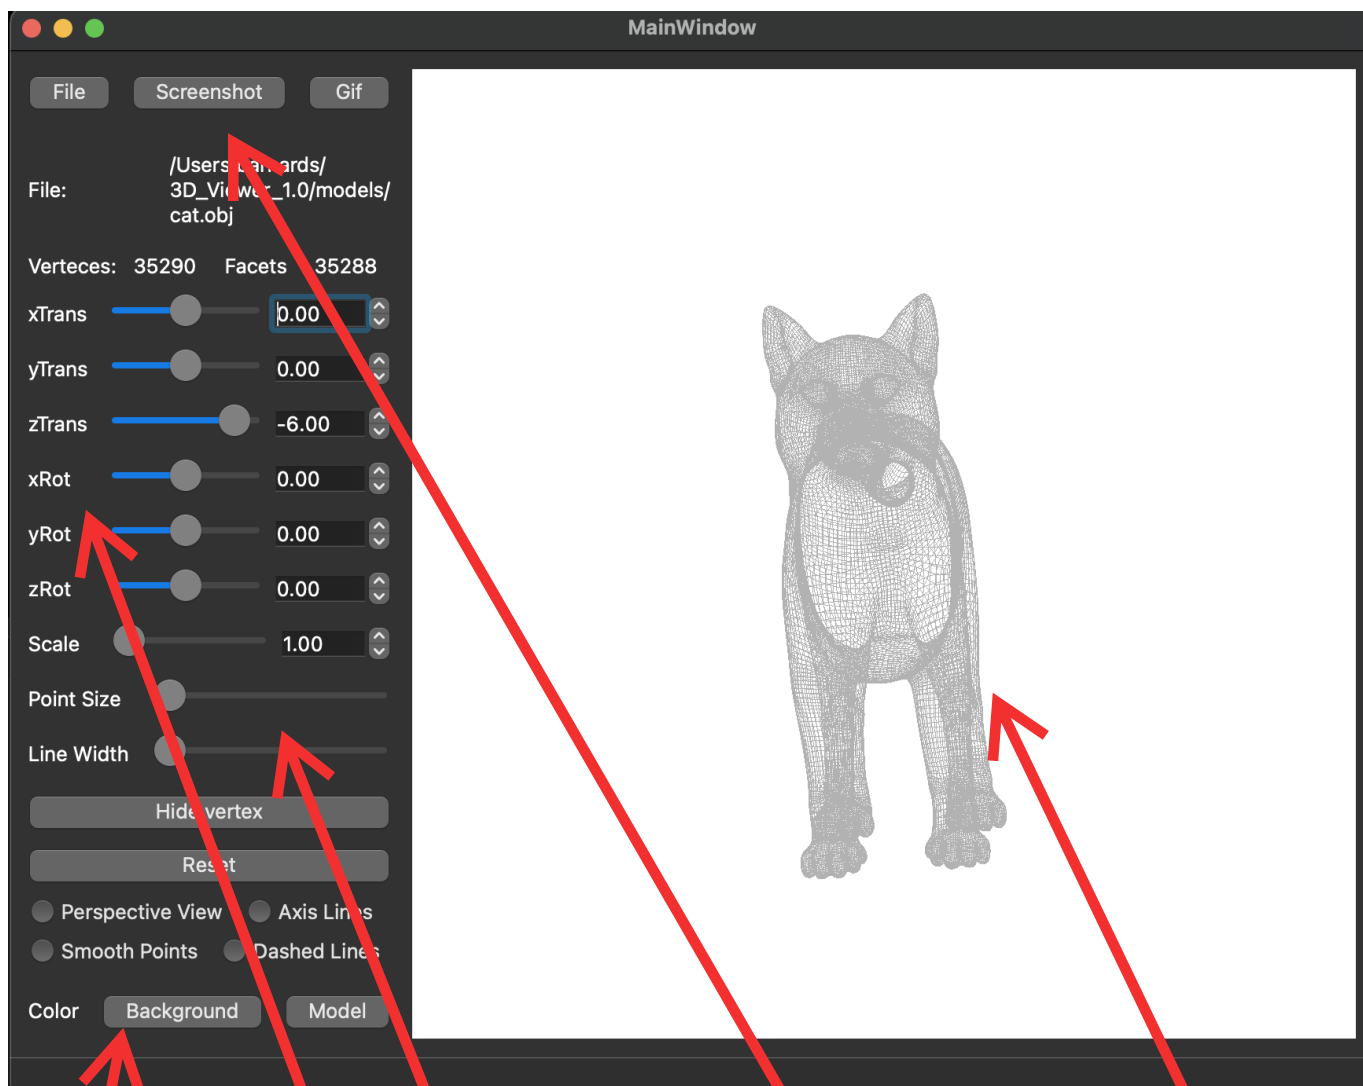 MainWindow
File Screenshot Gif
/Users/ ards/
File: 3D_Viewer_1.0/models/
cat.obj
Verteces: 35290 Facets 35288
xTrans 0.00
yTrans 0.00
zTrans -6.00
xRot 0.00
yRot 0.00
zRot 0.00
Scale 1.00
Point Size
Line Width
Hide vertex
Reset
Perspective View Axis Lines
Smooth Points Dashed Lines
Color Background Model